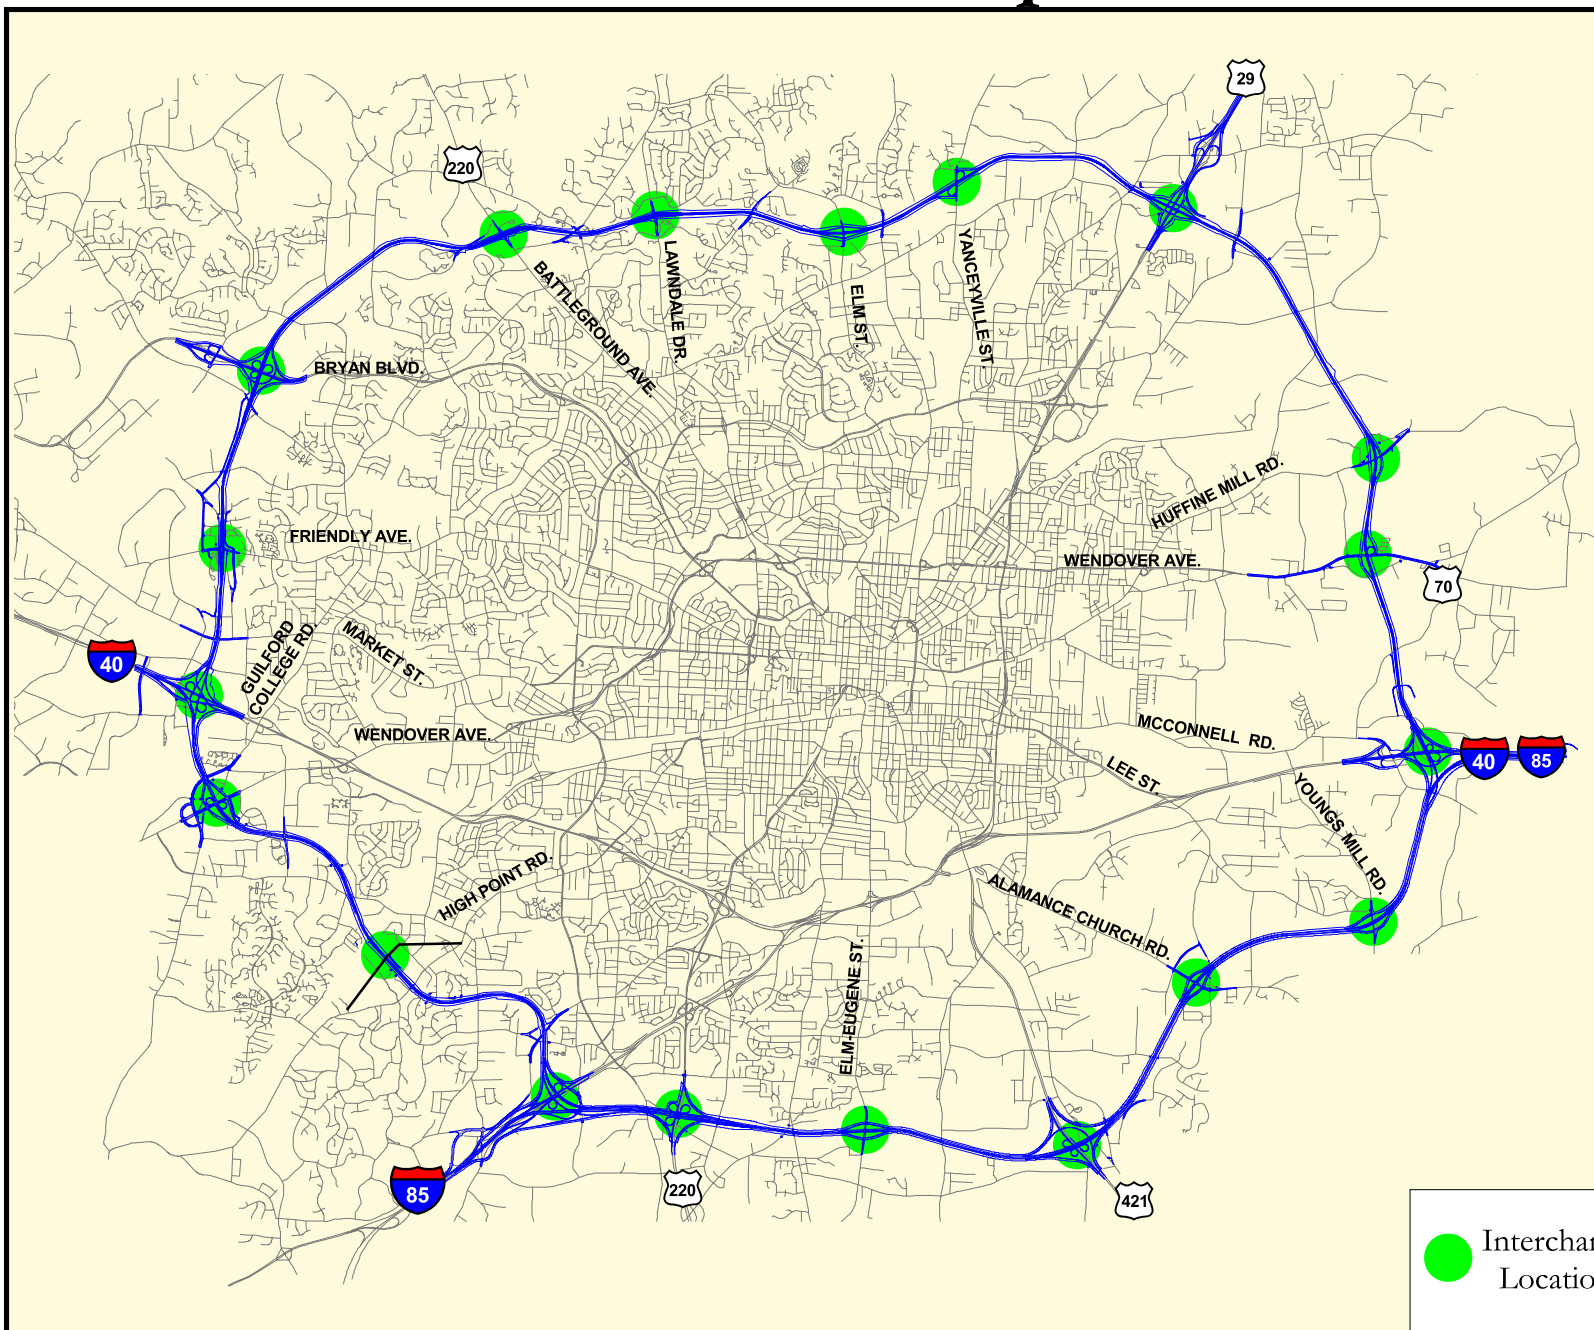 29
220
YANCEYVILLE ST.
LAWNDALE DR.
BATTLEGROUND AVE.
ELM ST.
BRYAN BLVD.
HUFFINE MILL RD.
FRIENDLY AVE.
WENDOVER AVE.
70
GUILFORD
COLLEGE RD.
MARKET ST.
40
WENDOVER AVE.
MCCONNELL RD.
LEE ST.
40
85
YOUNGS MILL RD.
HIGH POINT RD.
ALAMANCE CHURCH RD.
ELM-EUGENE ST.
85
220
421
Interchan
Locatio